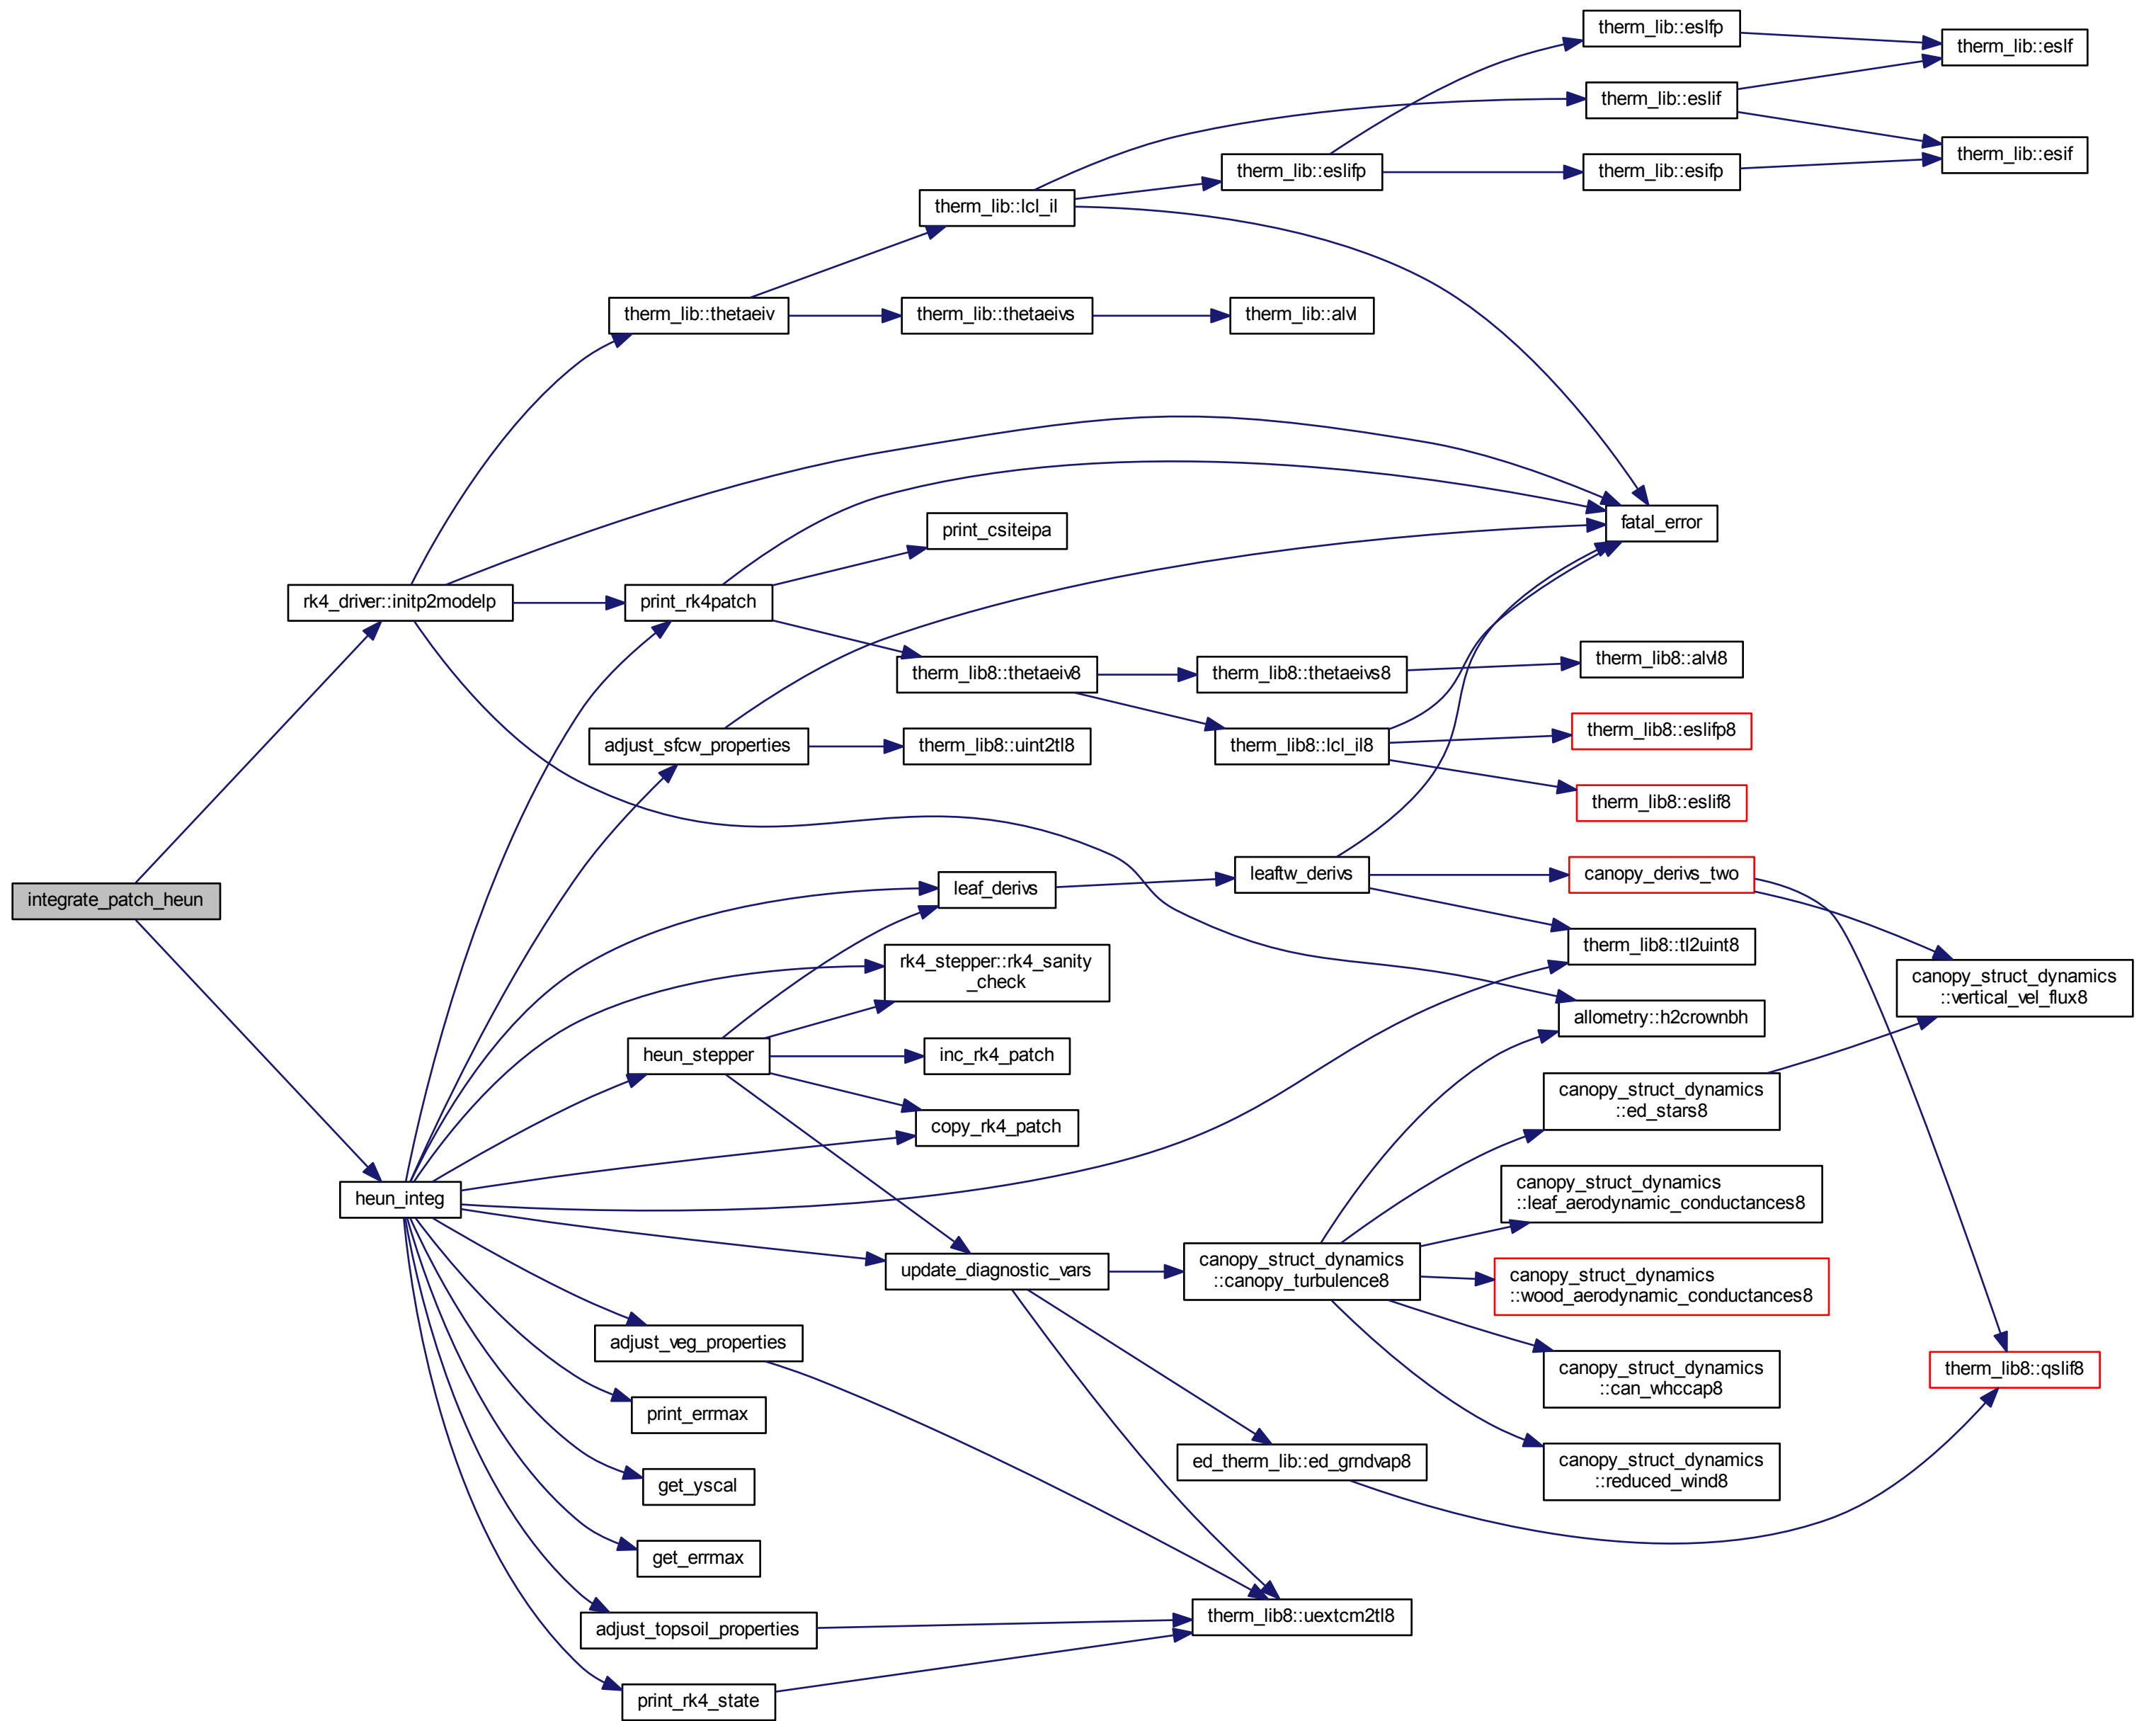 therm_lib::eslfp
therm_lib::eslf
therm_lib::eslif
therm_lib::esif
therm_lib::eslifp
therm_lib::esifp
therm_lib::lcl_il
therm_lib::thetaeiv
therm_lib::thetaeivs
therm_lib::alvl
fatal_error
print_csiteipa
rk4_driver::initp2modelp
print_rk4patch
therm_lib8::thetaeiv8
therm_lib8::thetaeivs8
therm_lib8::alvl8
adjust_sfcw_properties
therm_lib8::uint2tl8
therm_lib8::lcl_il8
therm_lib8::eslifp8
therm_lib8::eslif8
integrate_patch_heun
leaf_derivs
leaftw_derivs
canopy_derivs_two
therm_lib8::tl2uint8
rk4_stepper::rk4_sanity
_check
canopy_struct_dynamics
::vertical_vel_flux8
allometry::h2crownbh
heun_stepper
inc_rk4_patch
copy_rk4_patch
canopy_struct_dynamics
::ed_stars8
heun_integ
canopy_struct_dynamics
::leaf_aerodynamic_conductances8
update_diagnostic_vars
canopy_struct_dynamics
::canopy_turbulence8
canopy_struct_dynamics
::wood_aerodynamic_conductances8
adjust_veg_properties
canopy_struct_dynamics
::can_whccap8
therm_lib8::qslif8
print_errmax
ed_therm_lib::ed_grndvap8
canopy_struct_dynamics
::reduced_wind8
get_yscal
get_errmax
adjust_topsoil_properties
therm_lib8::uextcm2tl8
print_rk4_state